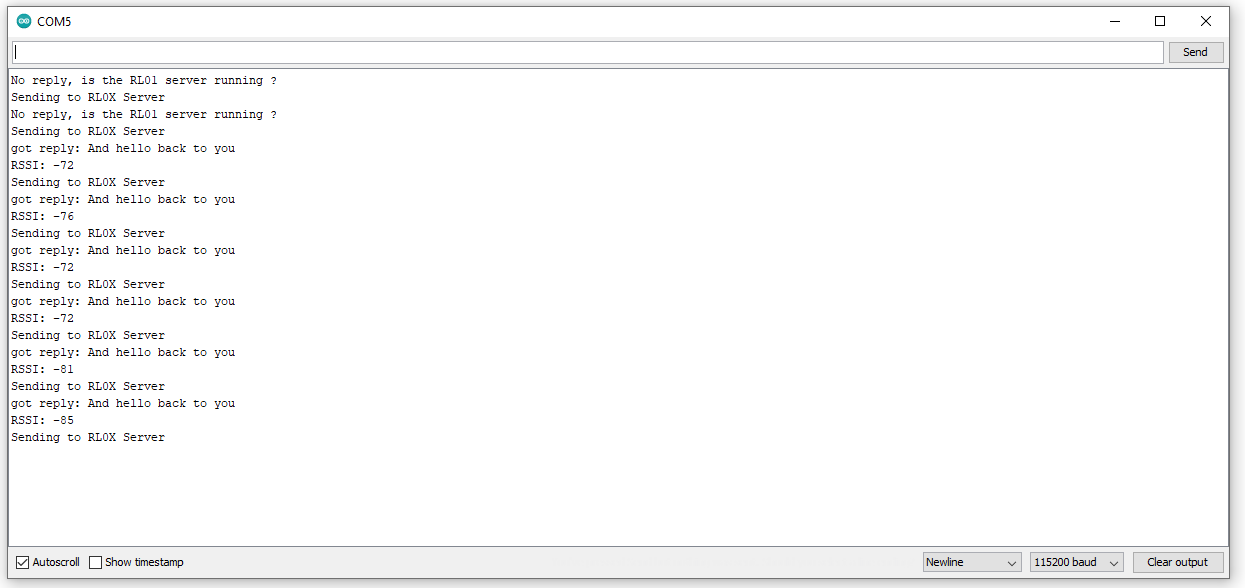 COM5
Send
No reply, is the RL01 server running ?
Sending to RL0X Server
No reply, is the RL01 server running ?
Sending to RL0X Server
got reply: And hello back to you
RSSI: -72
Sending to RL0X Server
got reply: And hello back to you
RSSI: -76
Sending to RL0X Server
got reply: And hello back to you
RSSI: -72
Sending to RL0X Server
got reply: And hello back to you
RSSI: -72
Sending to RL0X Server
got reply: And hello back to you
RSSI: -81
Sending to RL0X Server
got reply: And hello back to you
RSSI: -85
Sending to RL0X Server
Autoscroll Show timestamp Newline 115200 baud Clear output